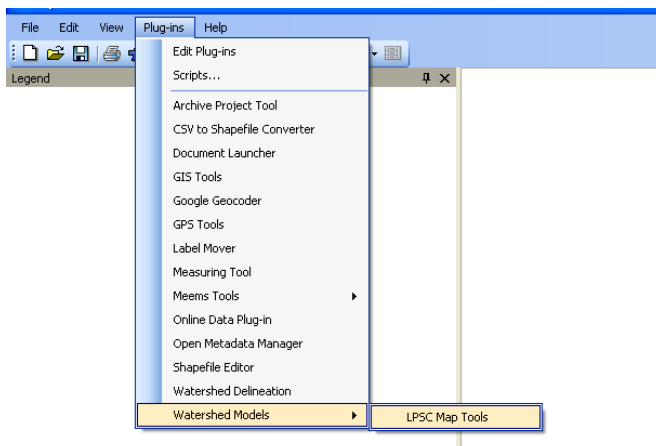 File Edit View Plug-ins Help
Legend
Edit Plug-ins
Scripts...
Archive Project Tool
CSV to Shapefile Converter
Document Launcher
GIS Tools
Google Geocoder
GPS Tools
Label Mover
Measuring Tool
Meems Tools
Online Data Plug-in
Open Metadata Manager
Shapefile Editor
Watershed Delineation
Watershed Models
LPSC Map Tools